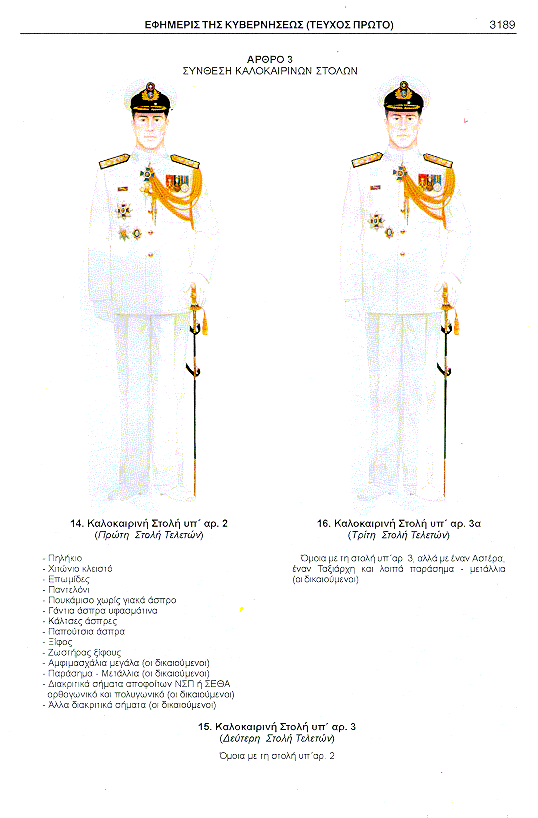 ΕΦΗΜΕΡΙΣ ΤΗΣ ΚΥΒΕΡΝΗΣΕΩΣ (ΤΕΥΧΟΣ ΠΡΩΤΟ)
3189
ΑΡΘΡΟ 3
ΣΥΝΘΕΣΗ ΚΑΛΟΚΑΙΡΙΝΩΝ ΣΤΟΛΩΝ
14. Καλοκαιρινή Στολή υπ΄ αρ. 2
(Πρώτη Στολή Τελετών)
- Πηλήκιο
- Χιτώνιο κλειστό
- Επωμίδες
- Παντελόνι
- Πουκάμισο χωρίς γιακά άσπρο
- Γάντια άσπρα υφασμάτινα
- Κάλτσες άσπρες
- Παπούτσια άσπρα
- Ξίφος
- Ζωστήρας ξίφους
- Αμφιμασχάλια μεγάλα (οι δικαιούμενοι)
- Παράσημα - Μετάλλια (οι δικαιούμενοι)
- Διακριτικά σήματα αποφοίτων ΝΣΠ ή ΣΕΘΑ
ορθογωνικό και πολυγωνικό (οι δικαιούμενοι)
- Άλλα διακριτικά σήματα (οι δικαιούμενοι)
16. Καλοκαιρινή Στολή υπ΄ αρ. 3α
(Τρίτη Στολή Τελετών)
Όμοια με τη στολή υπ΄αρ. 3, αλλά με έναν Αστέρα,
έναν Ταξιάρχη και λοιπά παράσημα - μετάλλια
(οι δικαιούμενοι)
15. Καλοκαιρινή Στολή υπ΄ αρ. 3
(Δεύτερη Στολή Τελετών)
Όμοια με τη στολή υπ΄αρ. 2